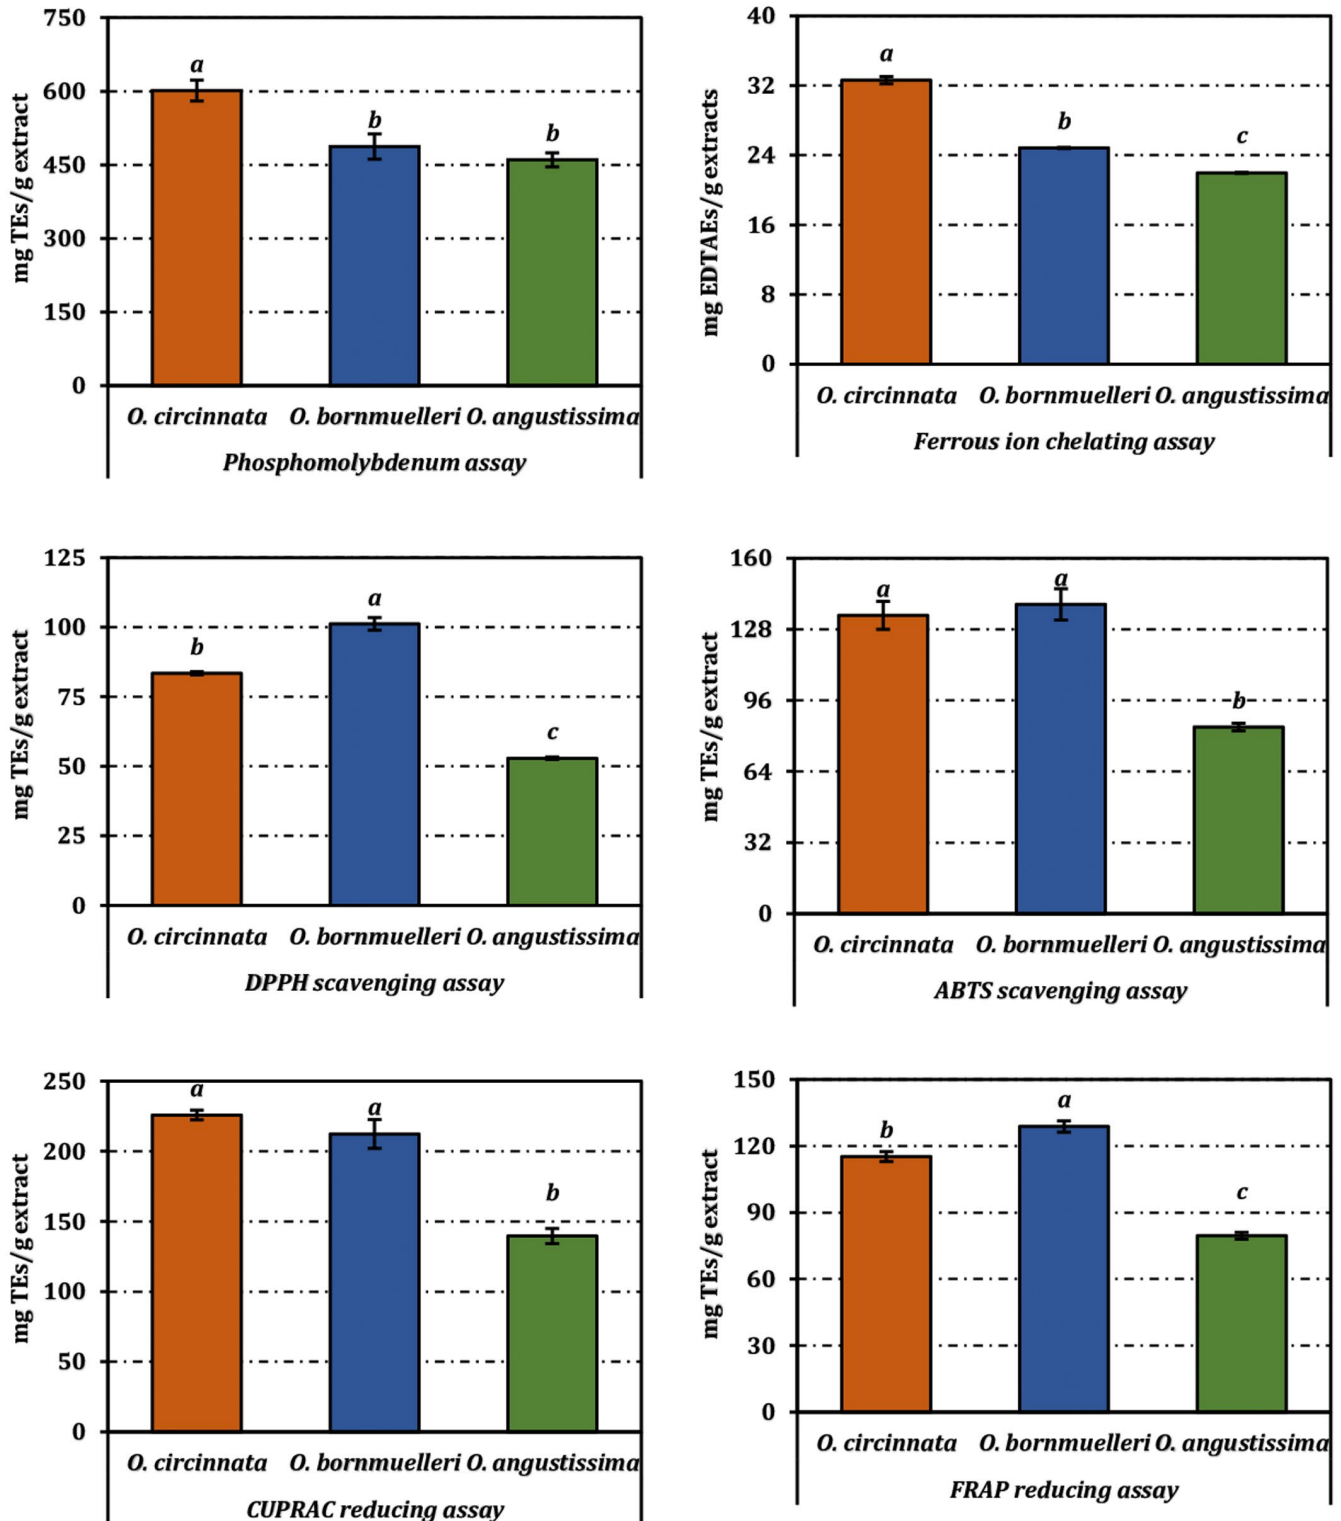 750
600
450
300
150
0
mg TEs/g extract
a
b
b
O. circinnata O. bornmuelleri O. angustissima
Phosphomolybdenum assay
40
32
24
16
8
0
mg EDTAEs/g extracts
a
b
c
O. circinnata O. bornmuelleri O. angustissima
Ferrous ion chelating assay
125
100
75
50
25
0
mg TEs/g extract
b
a
c
O. circinnata O. bornmuelleri O. angustissima
DPPH scavenging assay
160
128
96
64
32
0
mg TEs/g extract
a
a
b
O. circinnata O. bornmuelleri O. angustissima
ABTS scavenging assay
250
200
150
100
50
0
mg TEs/g extract
a
a
b
O. circinnata O. bornmuelleri O. angustissima
CUPRAC reducing assay
150
120
90
60
30
0
mg TEs/g extract
b
a
c
O. circinnata O. bornmuelleri O. angustissima
FRAP reducing assay